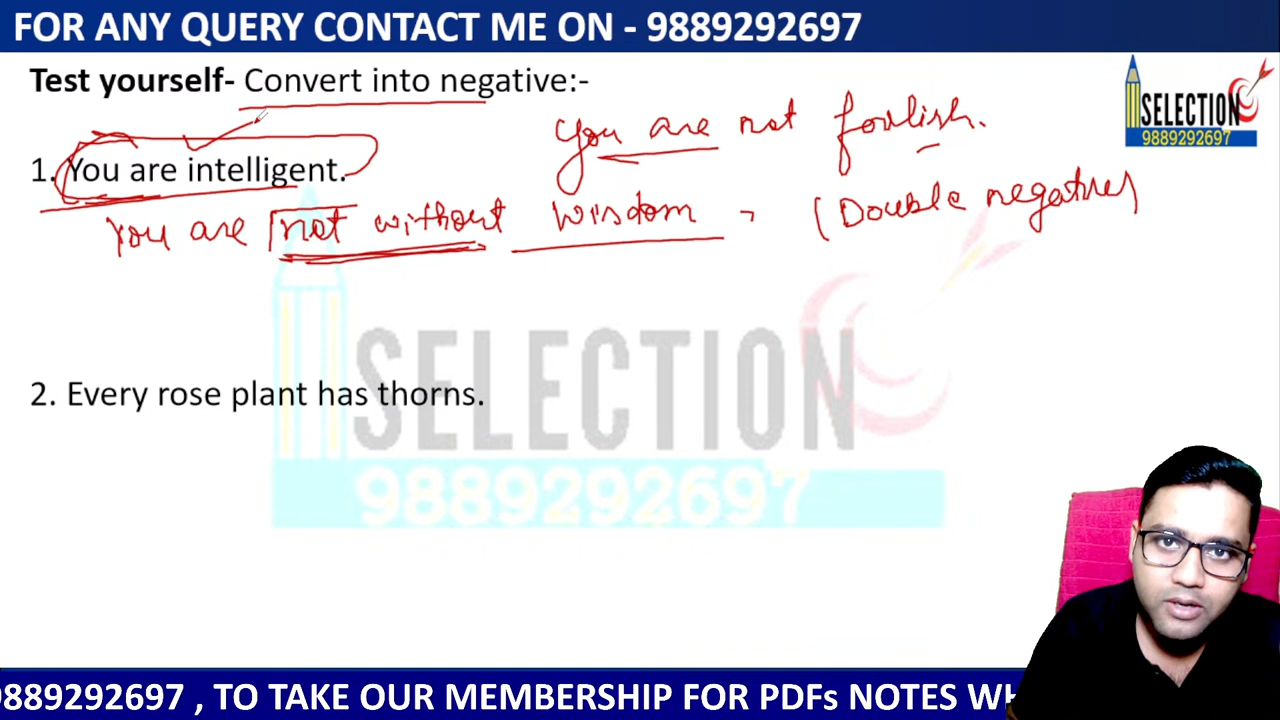 FOR ANY QUERY CONTACT ME ON - 9889292697
Test yourself- Convert into negative:-
SELECTION
9889292697
You are not foolish.
1. You are intelligent.
You are not without wisdom, (Double negative)
SELECTION
9889292697
2. Every rose plant has thorns.
9889292697 , TO TAKE OUR MEMBERSHIP FOR PDFs NOTES WH